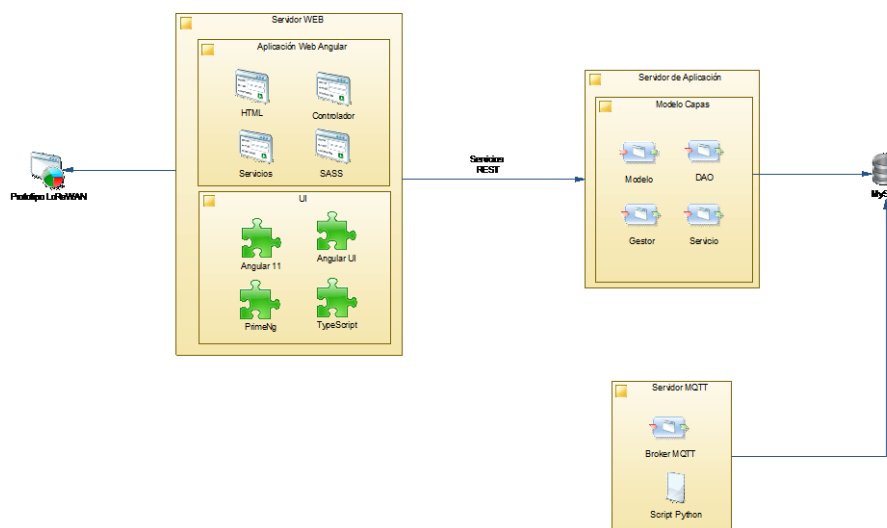 Servidor WEB
Aplicación Web Angular
HTML
Controlador
Servicios
SASS
UI
Angular 11
Angular UI
PrimeNg
TypeScript
Prototipo LoRaWAN
Servicios
REST
Servidor de Aplicación
Modelo Capas
Modelo
DAO
Gestor
Servicio
MyS
Servidor MQTT
Broker MQTT
Script Python